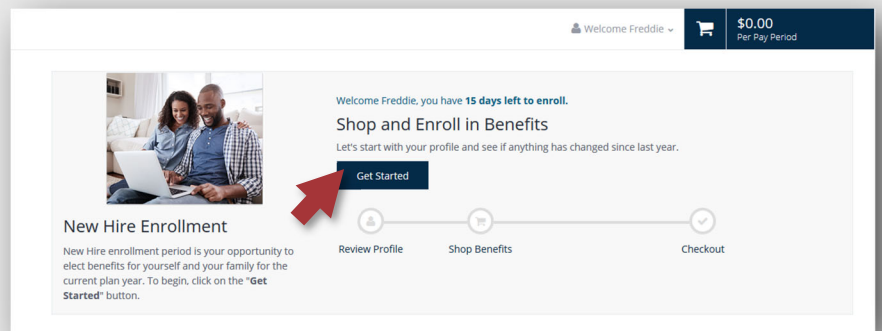 Welcome Freddie
$0.00
Per Pay Period
Welcome Freddie, you have 15 days left to enroll.
Shop and Enroll in Benefits
Let's start with your profile and see if anything has changed since last year.
Get Started
Review Profile
Shop Benefits
Checkout
New Hire Enrollment
New Hire enrollment period is your opportunity to
elect benefits for yourself and your family for the
current plan year. To begin, click on the "Get
Started" button.